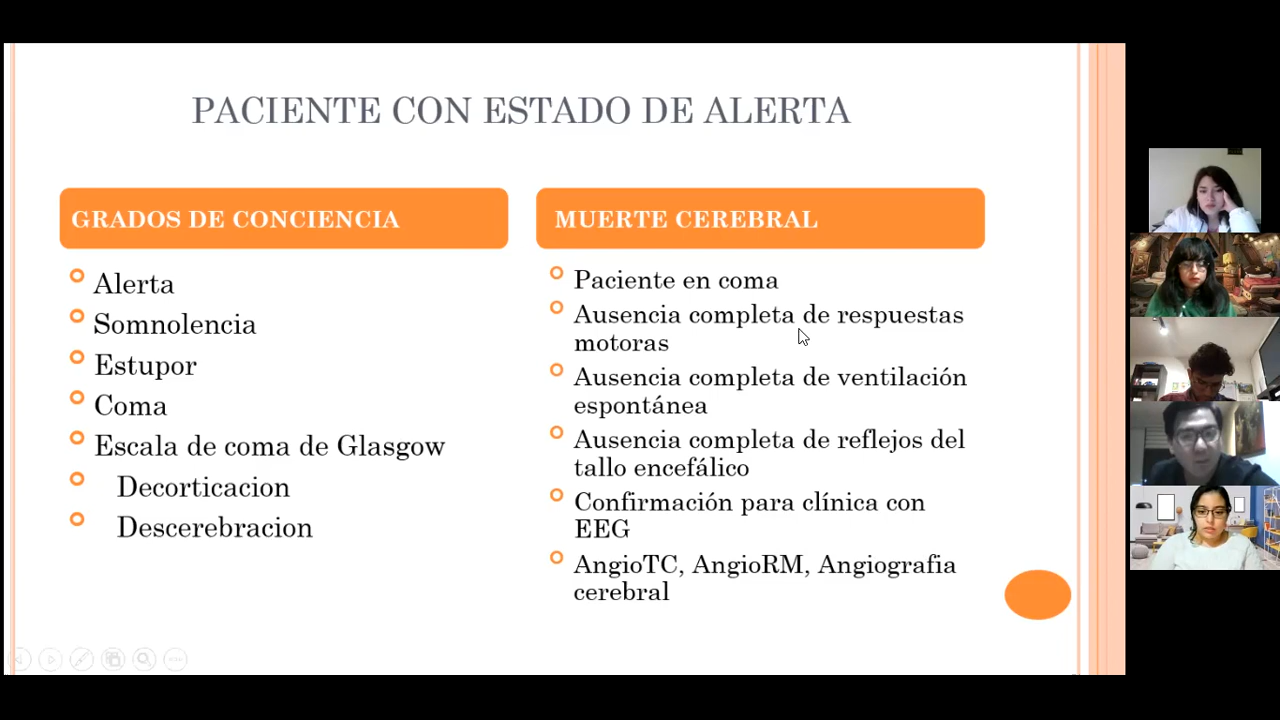 PACIENTE CON ESTADO DE ALERTA
GRADOS DE CONCIENCIA
Alerta
Somnolencia
Estupor
Coma
Escala de coma de Glasgow
Decorticacion
Descerebracion
MUERTE CEREBRAL
Paciente en coma
Ausencia completa de respuestas
motoras
Ausencia completa de ventilación
espontánea
Ausencia completa de reflejos del
tallo encefálico
Confirmación para clínica con
EEG
AngioTC, AngioRM, Angiografia
cerebral